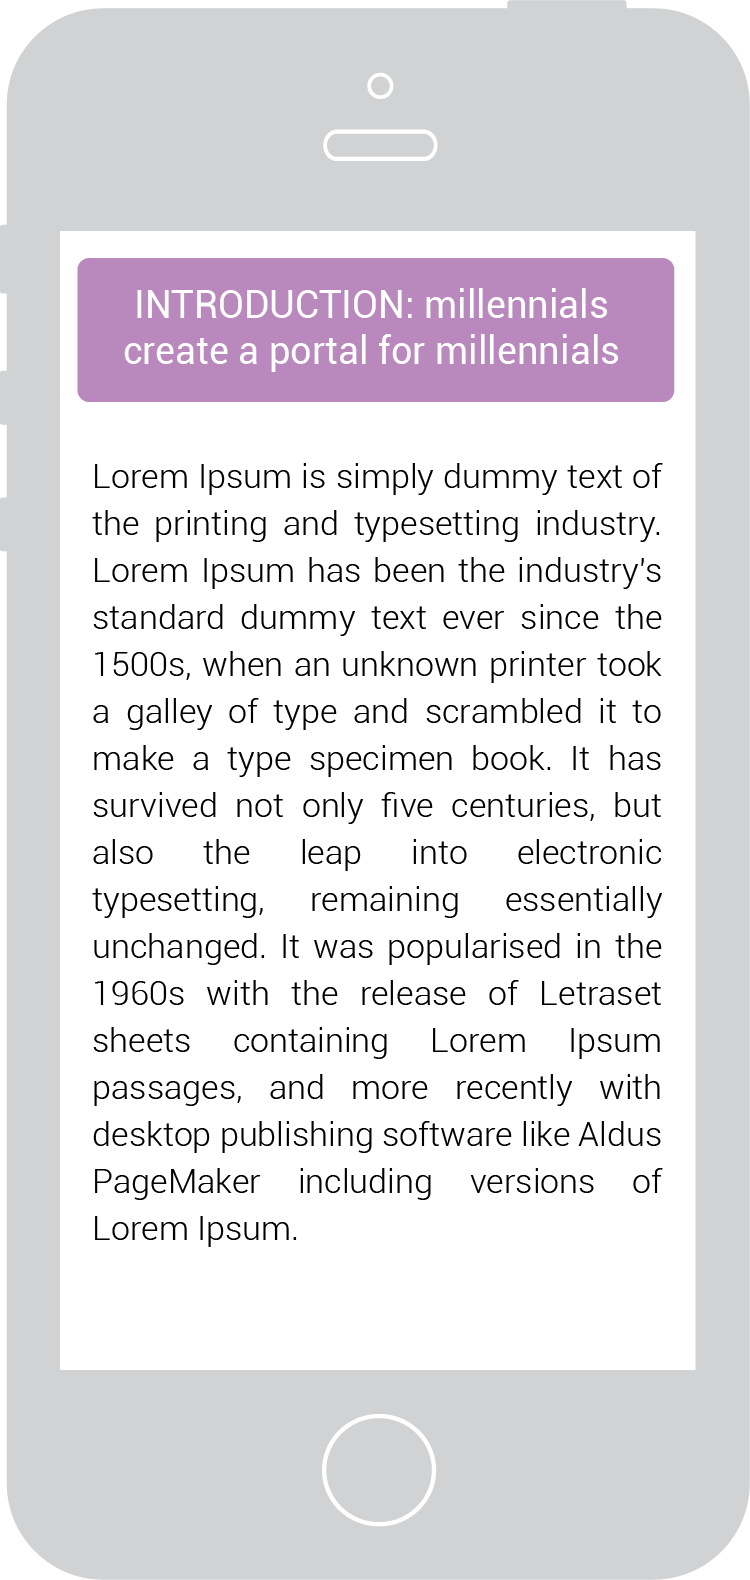 INTRODUCTION: millennials
create a portal for millennials
Lorem Ipsum is simply dummy text of
the printing and typesetting industry.
Lorem Ipsum has been the industry's
standard dummy text ever since the
1500s, when an unknown printer took
a galley of type and scrambled it to
make a type specimen book. It has
survived not only five centuries, but
also the leap into electronic
typesetting, remaining essentially
unchanged. It was popularised in the
1960s with the release of Letraset
sheets containing Lorem Ipsum
passages, and more recently with
desktop publishing software like Aldus
PageMaker including versions of
Lorem Ipsum.